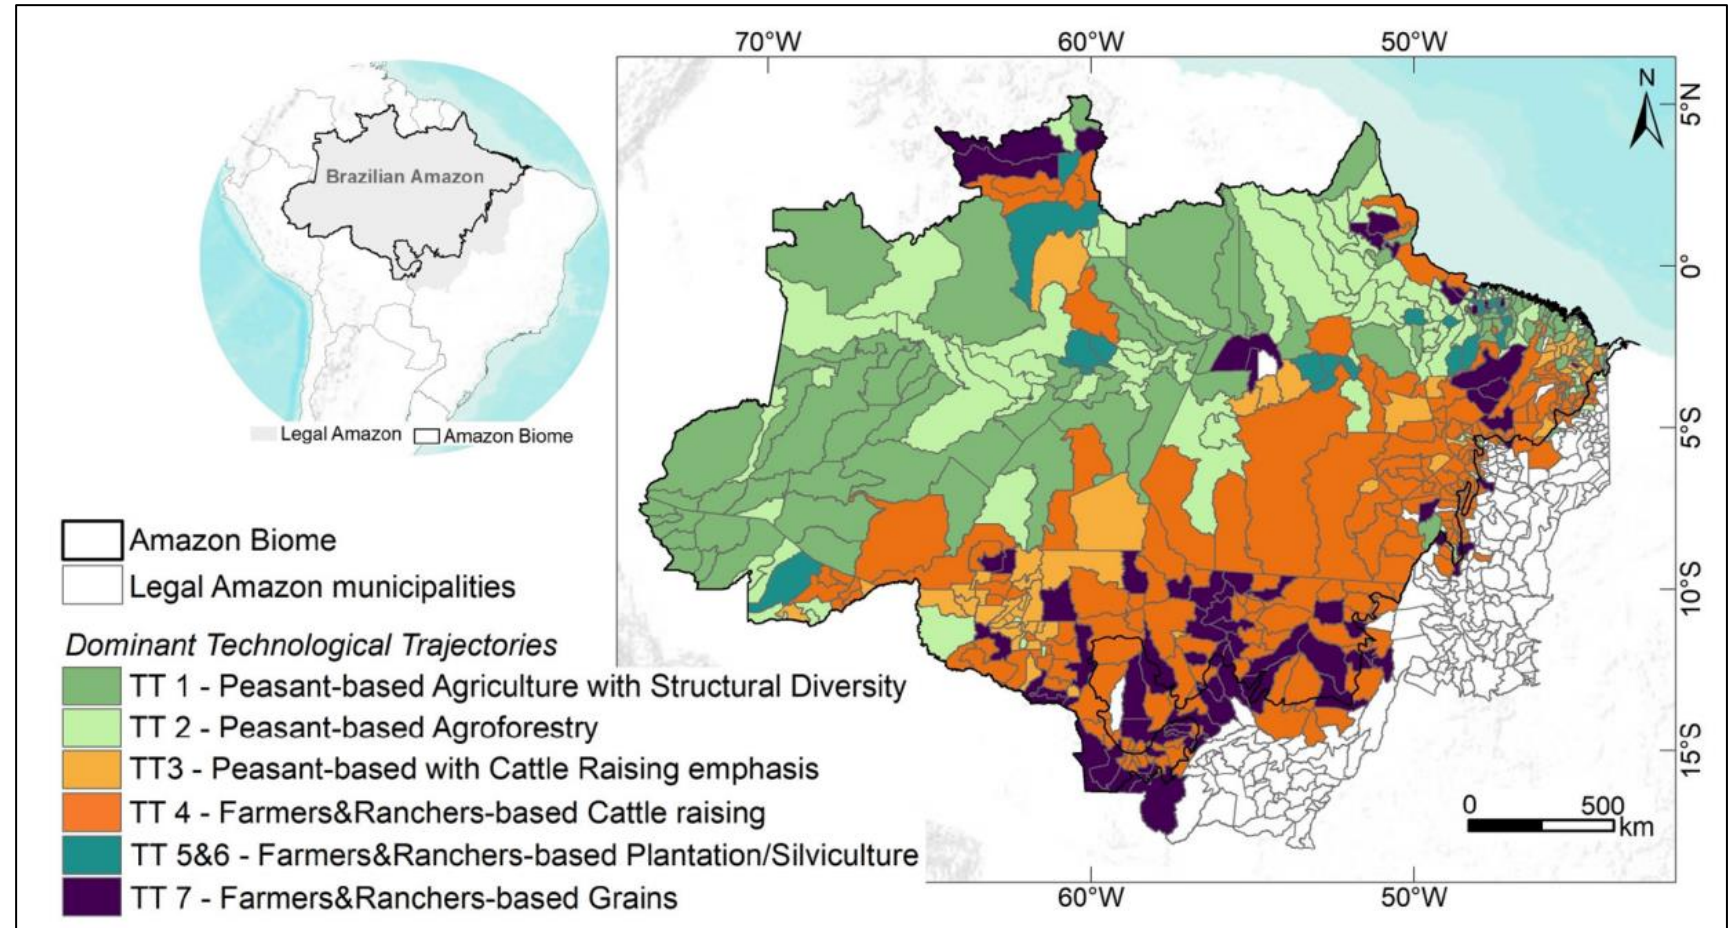 70°W 60°W 50°W
N
5°N
0°
5°S
10°S
15°S
60°W 50°W
0 500
km
Brazilian Amazon
Legal Amazon Amazon Biome
Amazon Biome
Legal Amazon municipalities
Dominant Technological Trajectories
TT 1 - Peasant-based Agriculture with Structural Diversity
TT 2 - Peasant-based Agroforestry
TT3 - Peasant-based with Cattle Raising emphasis
TT 4 - Farmers&Ranchers-based Cattle raising
TT 5&6 - Farmers&Ranchers-based Plantation/Silviculture
TT 7 - Farmers&Ranchers-based Grains